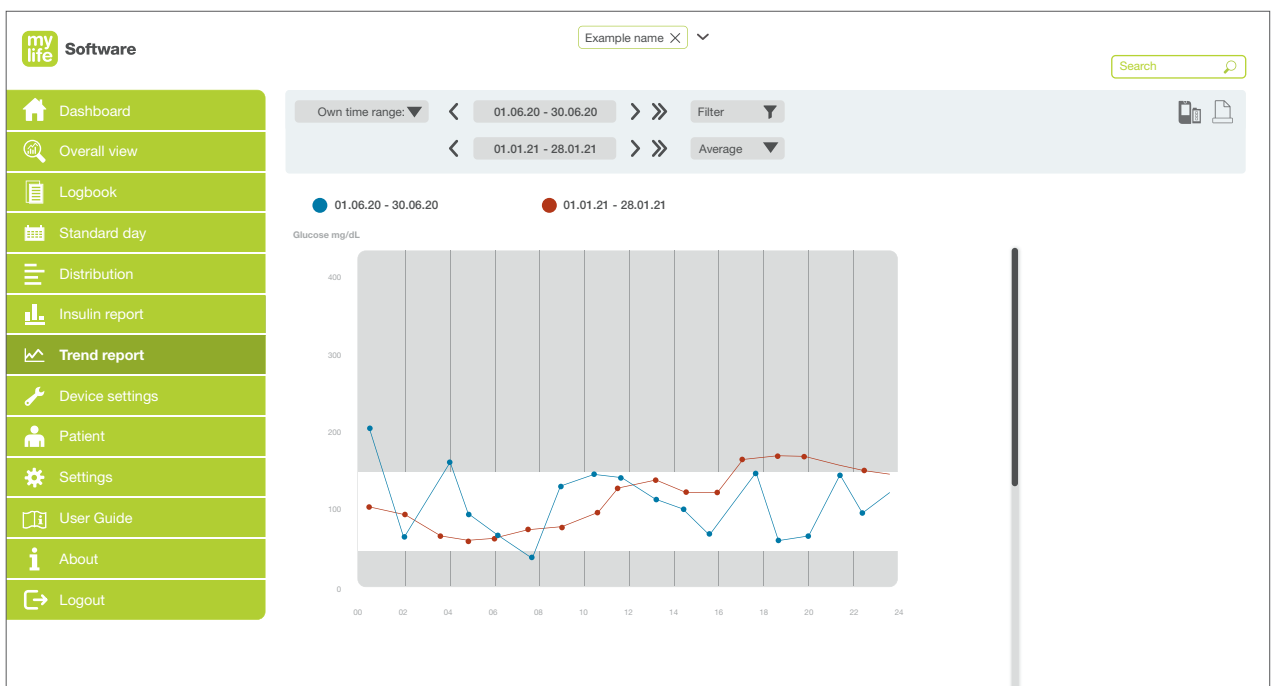 my
life
Software
Example name
Search
Dashboard
Overall view
Logbook
Standard day
Distribution
Insulin report
Trend report
Device settings
Patient
Settings
User Guide
About
Logout
Own time range:
01.06.20 - 30.06.20
Filter
01.01.21 - 28.01.21
Average
01.06.20 - 30.06.20
01.01.21 - 28.01.21
Glucose mg/dL
400
300
200
100
0
00 02 04 06 08 10 12 14 16 18 20 22 24